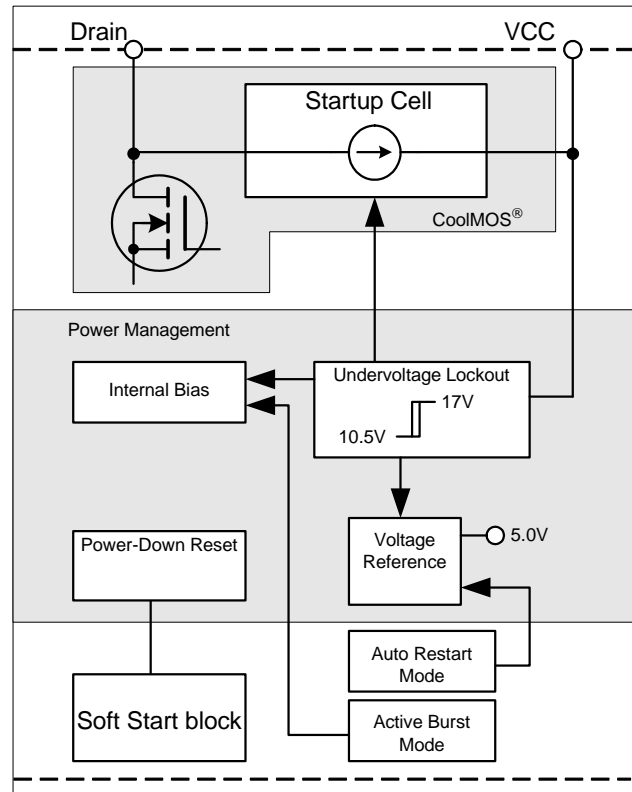 Drain
VCC
Startup Cell
CoolMOS®
Power Management
Internal Bias
Undervoltage Lockout
17V
10.5V
Power-Down Reset
Voltage
Reference
5.0V
Auto Restart
Mode
Soft Start block
Active Burst
Mode